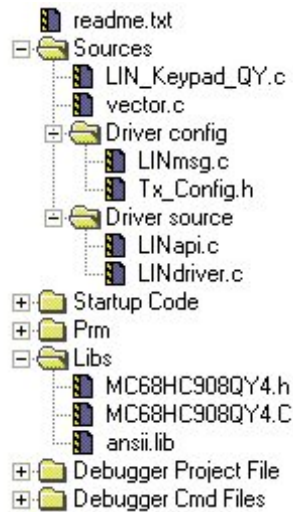 readme.txt
Sources
LIN_Keypad_QY.c
vector.c
Driver config
LINmsg.c
Tx_Config.h
Driver source
LINapi.c
LINdriver.c
Startup Code
Prm
Libs
MC68HC908QY4.h
MC68HC908QY4.C
ansii.lib
Debugger Project File
Debugger Cmd Files